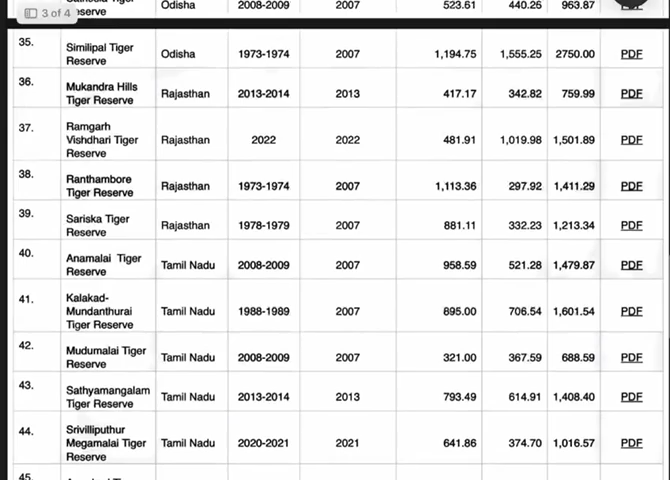 Odisha 2008-2009 2007 523.61 440.26 963.87
3 of 4
35. Similipal Tiger
Reserve Odisha 1973-1974 2007 1,194.75 1,555.25 2750.00 PDF
36. Mukandra Hills
Tiger Reserve Rajasthan 2013-2014 2013 417.17 342.82 759.99 PDF
37. Ramgarh
Vishdhari Tiger
Reserve Rajasthan 2022 2022 481.91 1,019.98 1,501.89 PDF
38. Ranthambore
Tiger Reserve Rajasthan 1973-1974 2007 1,113.36 297.92 1,411.29 PDF
39. Sariska Tiger
Reserve Rajasthan 1978-1979 2007 881.11 332.23 1,213.34 PDF
40. Anamalai Tiger
Reserve Tamil Nadu 2008-2009 2007 958.59 521.28 1,479.87 PDF
41. Kalakad-
Mundanthurai
Tiger Reserve Tamil Nadu 1988-1989 2007 895.00 706.54 1,601.54 PDF
42. Mudumalai Tiger
Reserve Tamil Nadu 2008-2009 2007 321.00 367.59 688.59 PDF
43. Sathyamangalam
Tiger Reserve Tamil Nadu 2013-2014 2013 793.49 614.91 1,408.40 PDF
44. Srivilliputhur
Megamalai Tiger
Reserve Tamil Nadu 2020-2021 2021 641.86 374.70 1,016.57 PDF
45.